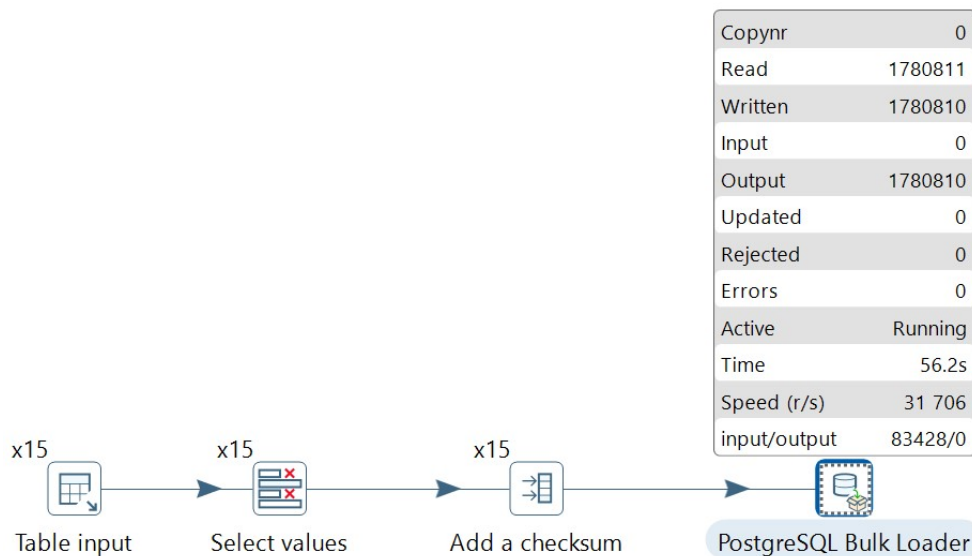 Copynr 0
Read 1780811
Written 1780810
Input 0
Output 1780810
Updated 0
Rejected 0
Errors 0
Active Running
Time 56.2s
Speed (r/s) 31 706
input/output 83428/0
x15 x15 x15
Table input Select values Add a checksum PostgreSQL Bulk Loader